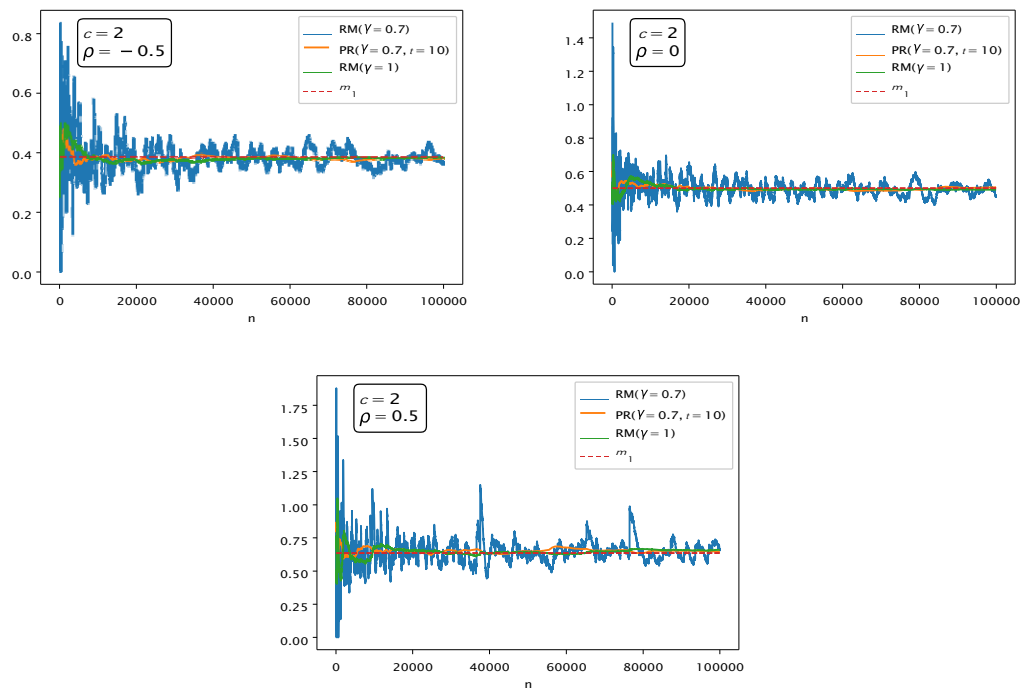 c = 2
ρ = − 0.5
RM(γ = 0.7)
PR(γ = 0.7, t = 10)
RM(γ = 1)
m₁
0.8
0.6
0.4
0.2
0.0
0 20000 40000 60000 80000 100000
n
c = 2
ρ = 0
RM(γ = 0.7)
PR(γ = 0.7, t = 10)
RM(γ = 1)
m₁
1.4
1.2
1.0
0.8
0.6
0.4
0.2
0.0
0 20000 40000 60000 80000 100000
n
c = 2
ρ = 0.5
RM(γ = 0.7)
PR(γ = 0.7, t = 10)
RM(γ = 1)
m₁
1.75
1.50
1.25
1.00
0.75
0.50
0.25
0.00
0 20000 40000 60000 80000 100000
n